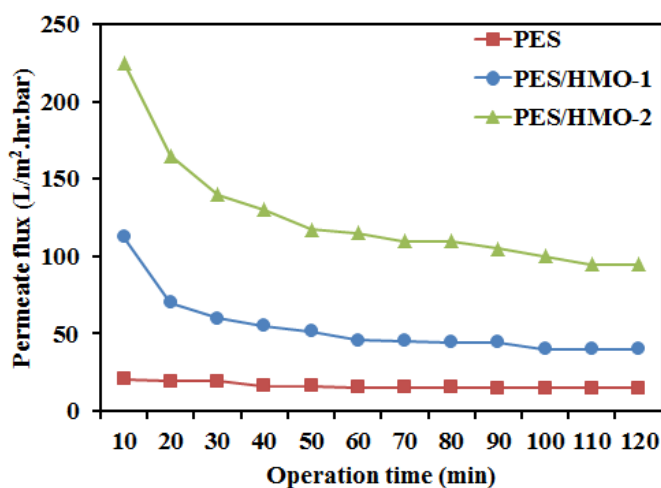 250
200
150
100
50
0
Permeate flux (L/m².hr.bar)
PES
PES/HMO-1
PES/HMO-2
10 20 30 40 50 60 70 80 90 100 110 120
Operation time (min)